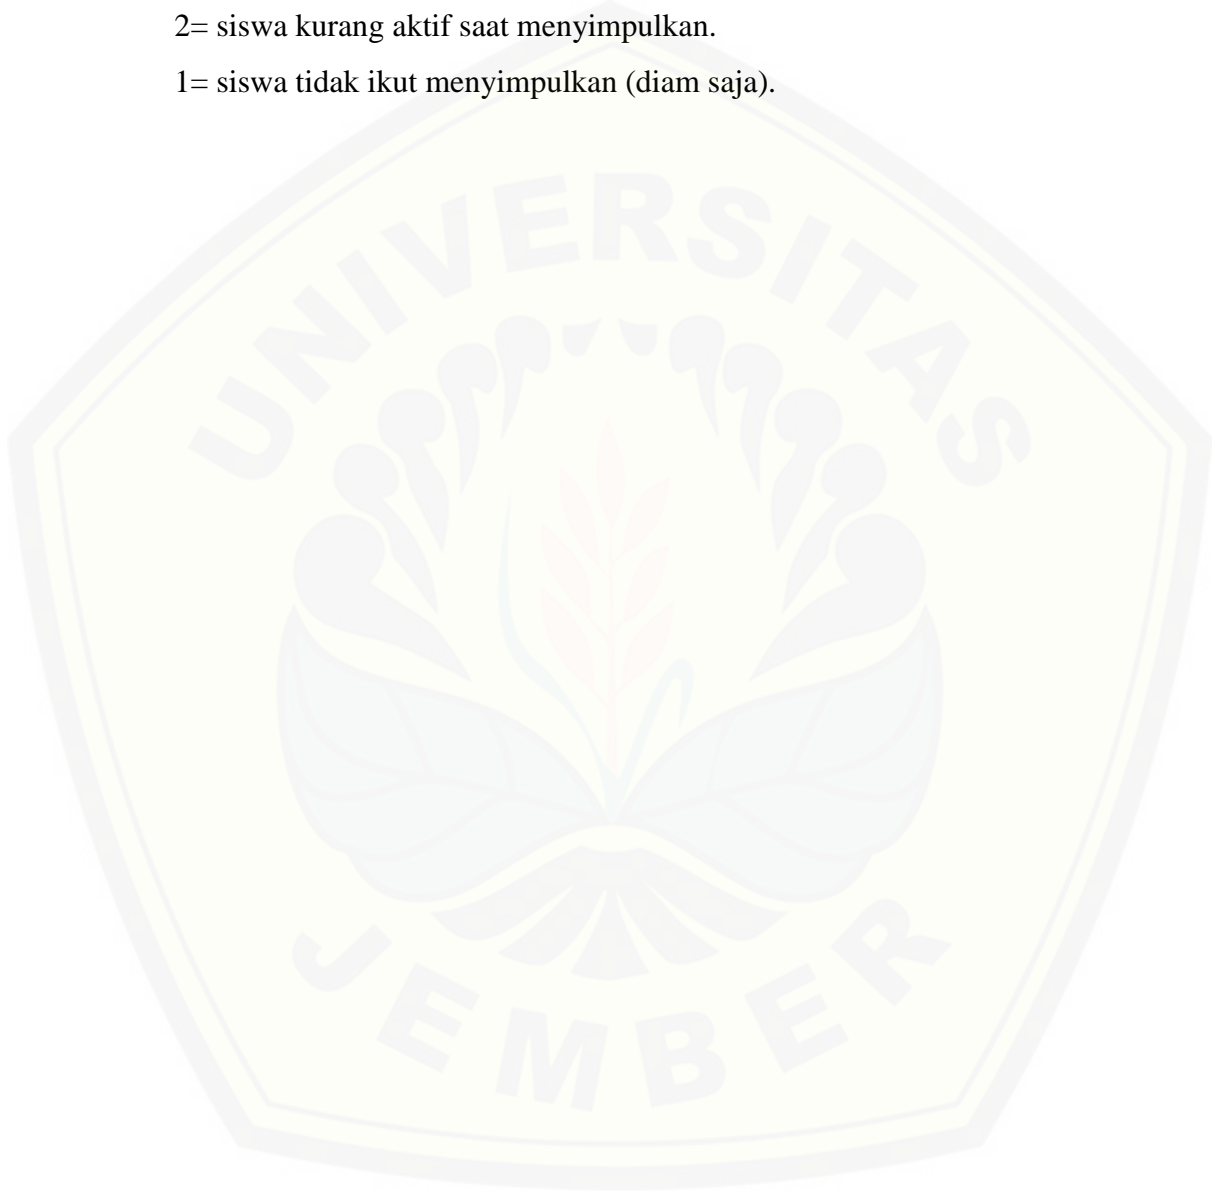 2= siswa kurang aktif saat menyimpulkan.
1= siswa tidak ikut menyimpulkan (diam saja).
UNIVERSITAS
JEMBER